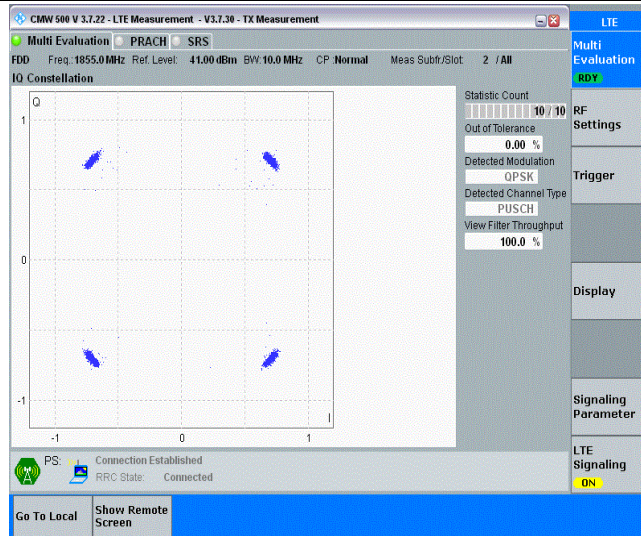 CMW 500 V 3.7.22 - LTE Measurement - V3.7.30 - TX Measurement
LTE
Multi Evaluation
PRACH
SRS
Multi
Evaluation
RDY
FDD Freq.:1855.0 MHz Ref. Level: 41.00 dBm BW:10.0 MHz CP :Normal Meas Subfr./Slot: 2 / All
IQ Constellation
Q
1
0
-1
-1
0
1
I
Statistic Count
10 / 10
Out of Tolerance
0.00 %
Detected Modulation
QPSK
Detected Channel Type
PUSCH
View Filter Throughput
100.0 %
RF
Settings
Trigger
Display
Signaling
Parameter
LTE
Signaling
ON
PS: Connection Established
RRC State: Connected
Go To Local
Show Remote
Screen